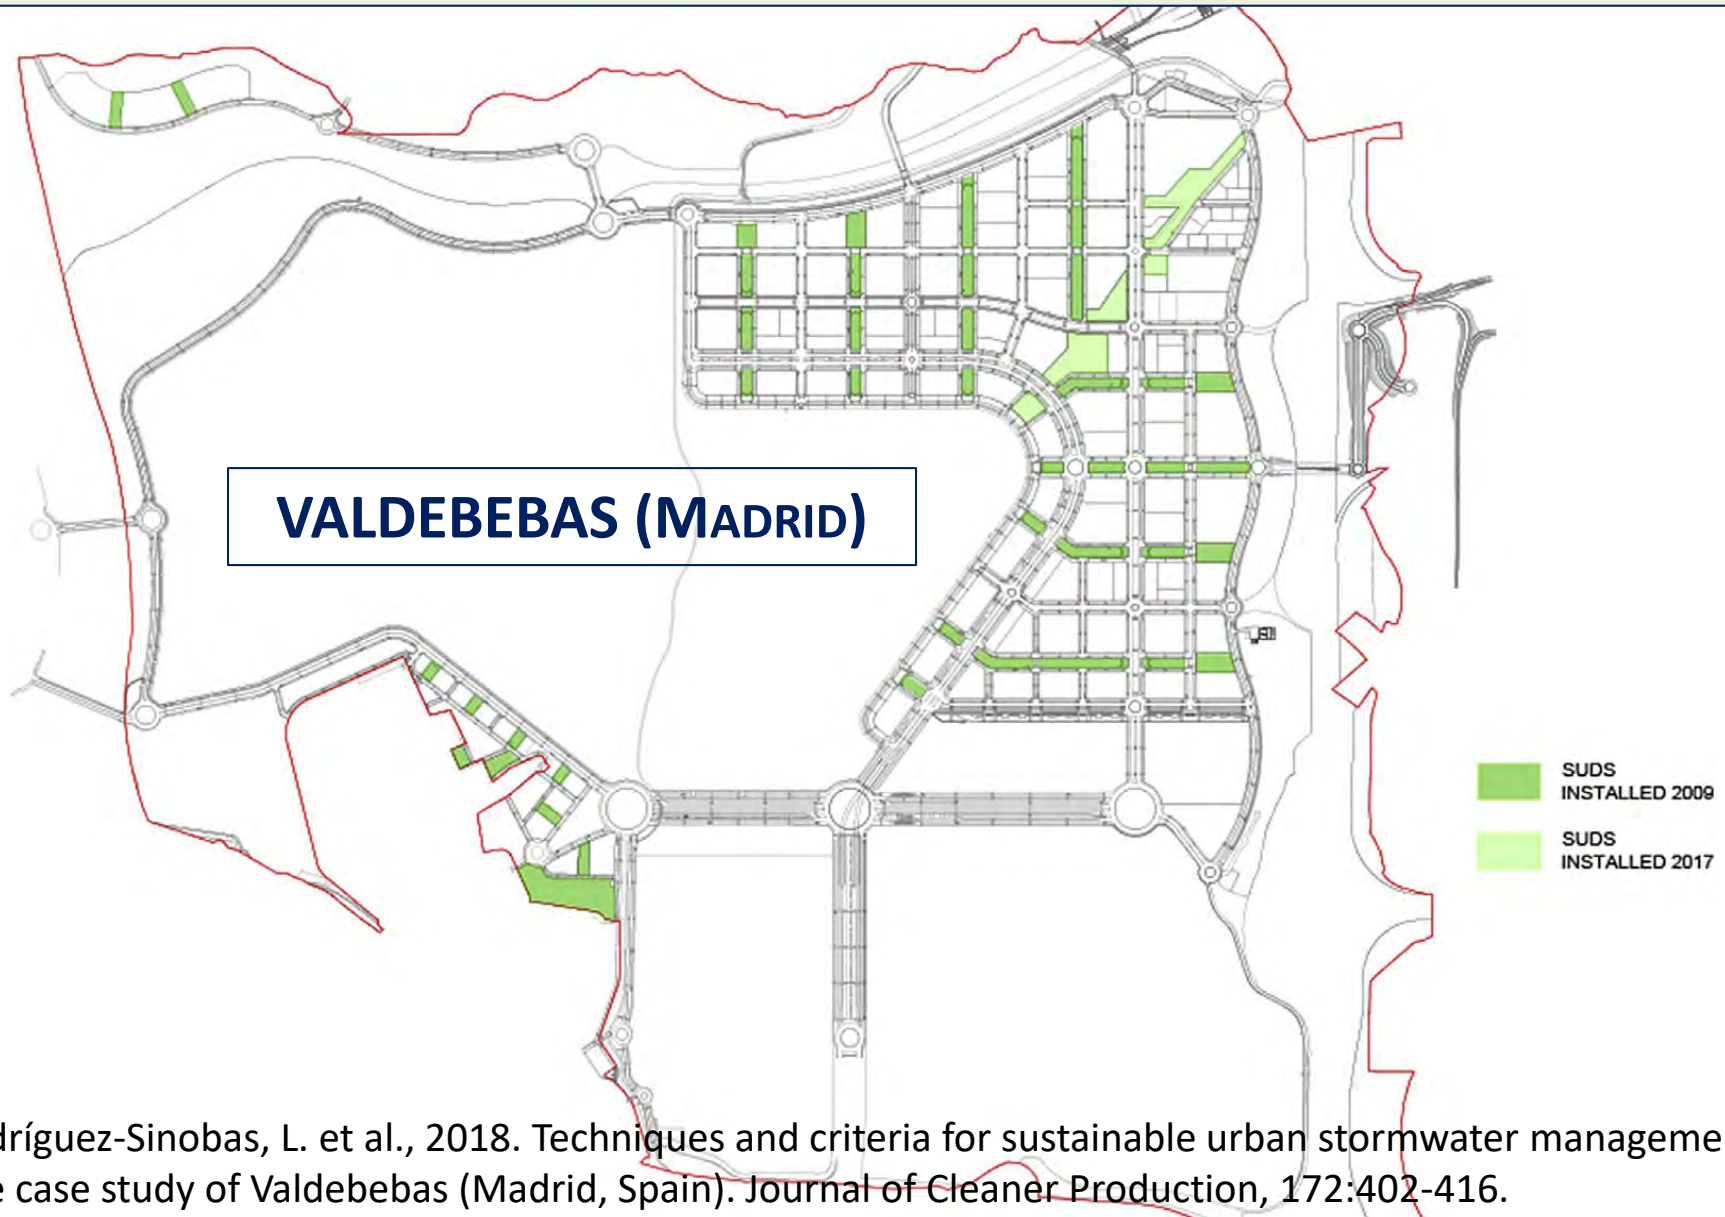 VALDEBEBAS (MADRID)
SUDS
INSTALLED 2009
SUDS
INSTALLED 2017
dríguez-Sinobas, L. et al., 2018. Techniques and criteria for sustainable urban stormwater manageme
e case study of Valdebebas (Madrid, Spain). Journal of Cleaner Production, 172:402-416.